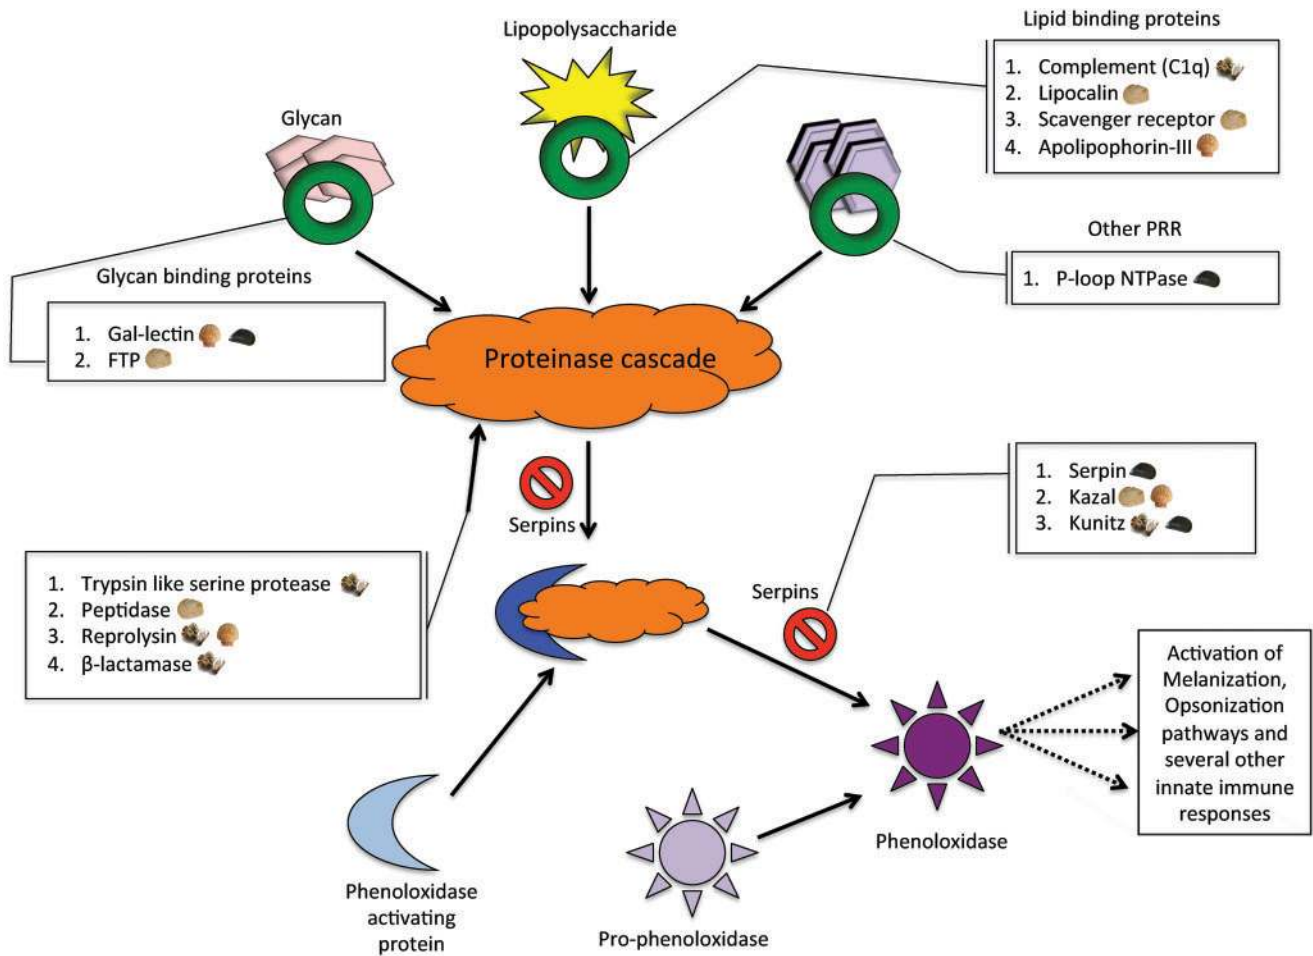 Lipid binding proteins
Lipopolysaccharide
1. Complement (C1q)
2. Lipocalin
3. Scavenger receptor
4. Apolipophorin-III
Glycan
Other PRR
1. P-loop NTPase
Glycan binding proteins
1. Gal-lectin
2. FTP
Proteinase cascade
Serpins
1. Serpin
2. Kazal
3. Kunitz
1. Trypsin like serine protease
2. Peptidase
3. Reprolysin
4. β-lactamase
Serpins
Activation of
Melanization,
Opsonization
pathways and
several other
innate immune
responses
Phenoloxidase
Phenoloxidase
activating
protein
Pro-phenoloxidase